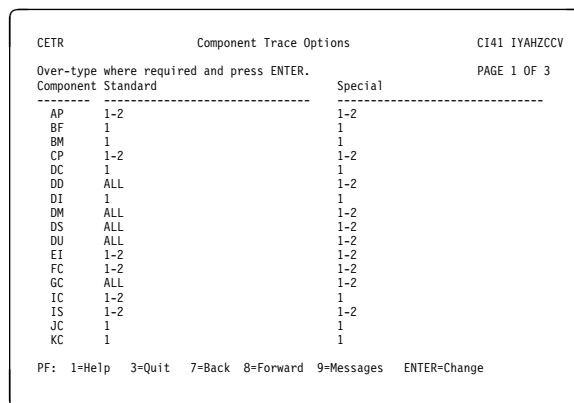 CETR Component Trace Options CI41 IYAHZCCV
Over-type where required and press ENTER. PAGE 1 OF 3
Component Standard Special
-------- ------------------------------- -------------------------------
AP 1-2 1-2
BF 1 1
BM 1 1
CP 1-2 1-2
DC 1 1
DD ALL 1-2
DI 1 1
DM ALL 1-2
DS ALL 1-2
DU ALL 1-2
EI 1-2 1-2
FC 1-2 1-2
GC ALL 1-2
IC 1-2 1
IS 1-2 1-2
JC 1 1
KC 1 1
PF: 1=Help 3=Quit 7=Back 8=Forward 9=Messages ENTER=Change